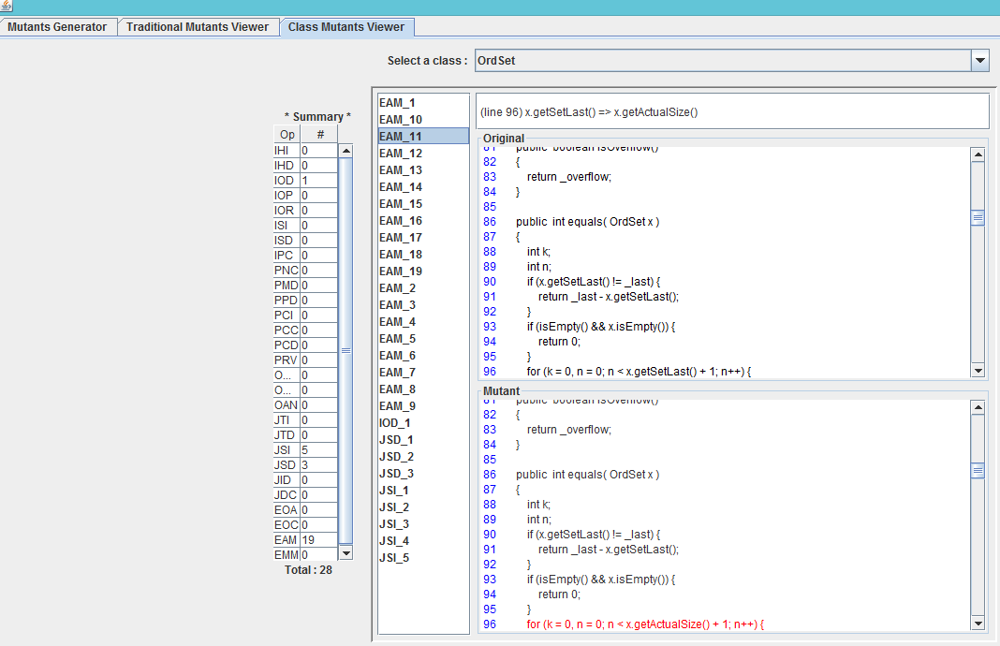 Mutants Generator Traditional Mutants Viewer Class Mutants Viewer
Select a class : OrdSet
* Summary *
Op #
IHI 0
IHD 0
IOD 1
IOP 0
IOR 0
ISI 0
ISD 0
IPC 0
PNC 0
PMD 0
PPD 0
PCI 0
PCC 0
PCD 0
PRV 0
O... 0
O... 0
OAN 0
JTI 0
JTD 0
JSI 5
JSD 3
JID 0
JDC 0
EOA 0
EOC 0
EAM 19
EMM 0
Total : 28
EAM_1
EAM_10
EAM_11
EAM_12
EAM_13
EAM_14
EAM_15
EAM_16
EAM_17
EAM_18
EAM_19
EAM_2
EAM_3
EAM_4
EAM_5
EAM_6
EAM_7
EAM_8
EAM_9
IOD_1
JSD_1
JSD_2
JSD_3
JSI_1
JSI_2
JSI_3
JSI_4
JSI_5
(line 96) x.getSetLast() => x.getActualSize()
Original
81 public boolean isOverflow()
82 {
83 return _overflow;
84 }
85
86 public int equals( OrdSet x )
87 {
88 int k;
89 int n;
90 if (x.getSetLast() != _last) {
91 return _last - x.getSetLast();
92 }
93 if (isEmpty() && x.isEmpty()) {
94 return 0;
95 }
96 for (k = 0, n = 0; n < x.getSetLast() + 1; n++) {
Mutant
81 public boolean isOverflow()
82 {
83 return _overflow;
84 }
85
86 public int equals( OrdSet x )
87 {
88 int k;
89 int n;
90 if (x.getSetLast() != _last) {
91 return _last - x.getSetLast();
92 }
93 if (isEmpty() && x.isEmpty()) {
94 return 0;
95 }
96 for (k = 0, n = 0; n < x.getActualSize() + 1; n++) {